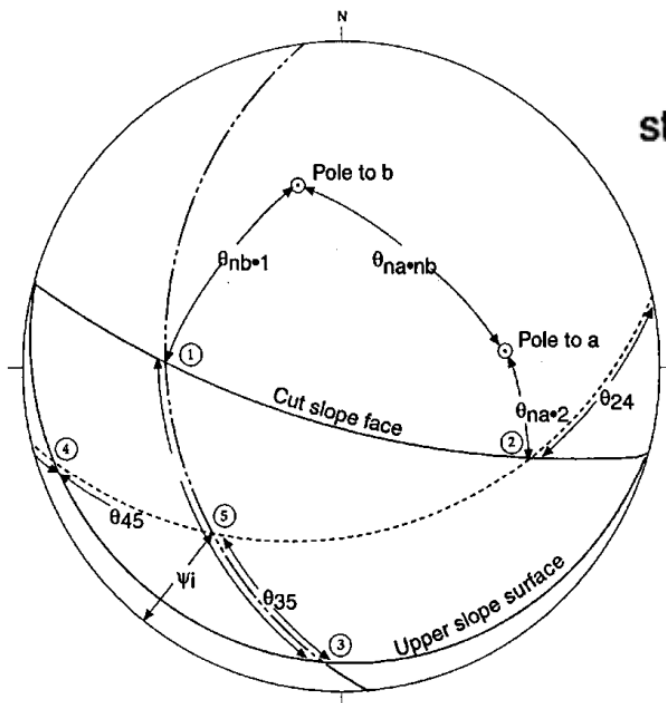 N
st
Pole to b
θnb•1
θna•nb
Pole to a
1
Cut slope face
θna•2
θ24
2
4
θ45
5
ψi
θ35
Upper slope surface
3